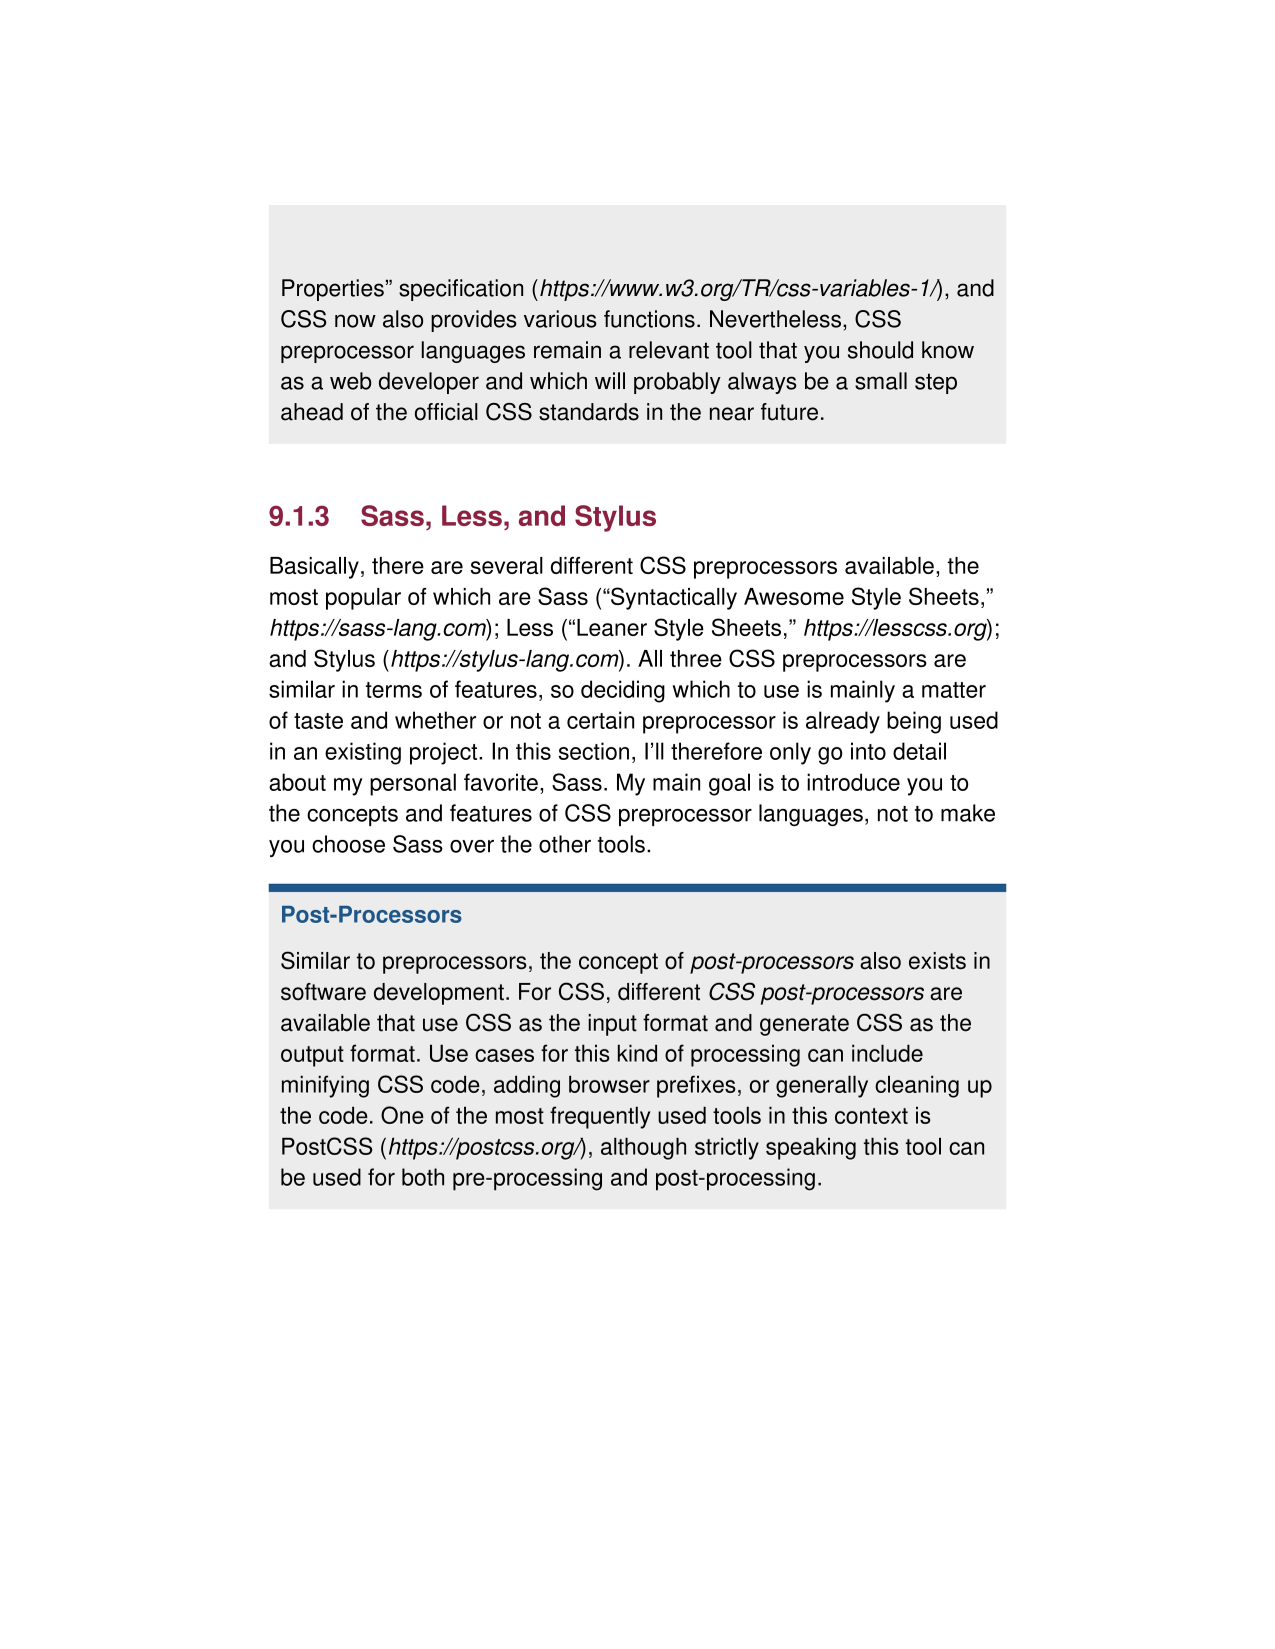 Properties” specification (https://www.w3.org/TR/css-variables-1/), and
CSS now also provides various functions. Nevertheless, CSS
preprocessor languages remain a relevant tool that you should know
as a web developer and which will probably always be a small step
ahead of the official CSS standards in the near future.
9.1.3 Sass, Less, and Stylus
Basically, there are several different CSS preprocessors available, the
most popular of which are Sass (“Syntactically Awesome Style Sheets,”
https://sass-lang.com); Less (“Leaner Style Sheets,” https://lesscss.org);
and Stylus (https://stylus-lang.com). All three CSS preprocessors are
similar in terms of features, so deciding which to use is mainly a matter
of taste and whether or not a certain preprocessor is already being used
in an existing project. In this section, I’ll therefore only go into detail
about my personal favorite, Sass. My main goal is to introduce you to
the concepts and features of CSS preprocessor languages, not to make
you choose Sass over the other tools.
Post-Processors
Similar to preprocessors, the concept of post-processors also exists in
software development. For CSS, different CSS post-processors are
available that use CSS as the input format and generate CSS as the
output format. Use cases for this kind of processing can include
minifying CSS code, adding browser prefixes, or generally cleaning up
the code. One of the most frequently used tools in this context is
PostCSS (https://postcss.org/), although strictly speaking this tool can
be used for both pre-processing and post-processing.